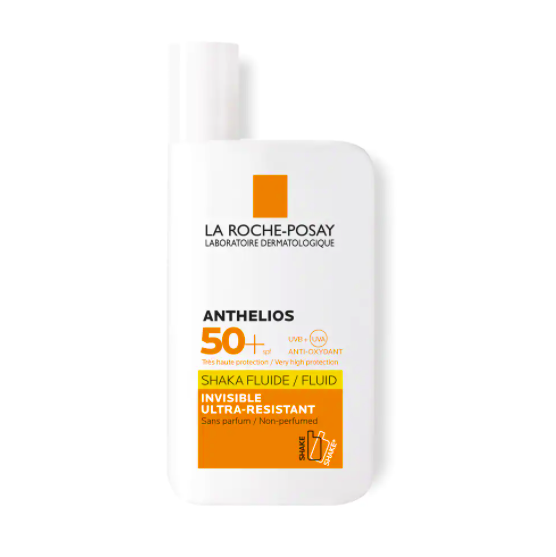 LA ROCHE-POSAY
LABORATOIRE DERMATOLOGIQUE
ANTHELIOS
50+ spf UVB + UVA
ANTI-OXYDANT
Très haute protection / Very high protection
SHAKA FLUIDE / FLUID
INVISIBLE
ULTRA-RESISTANT
Sans parfum / Non-perfumed
SHAKE
SHAKE